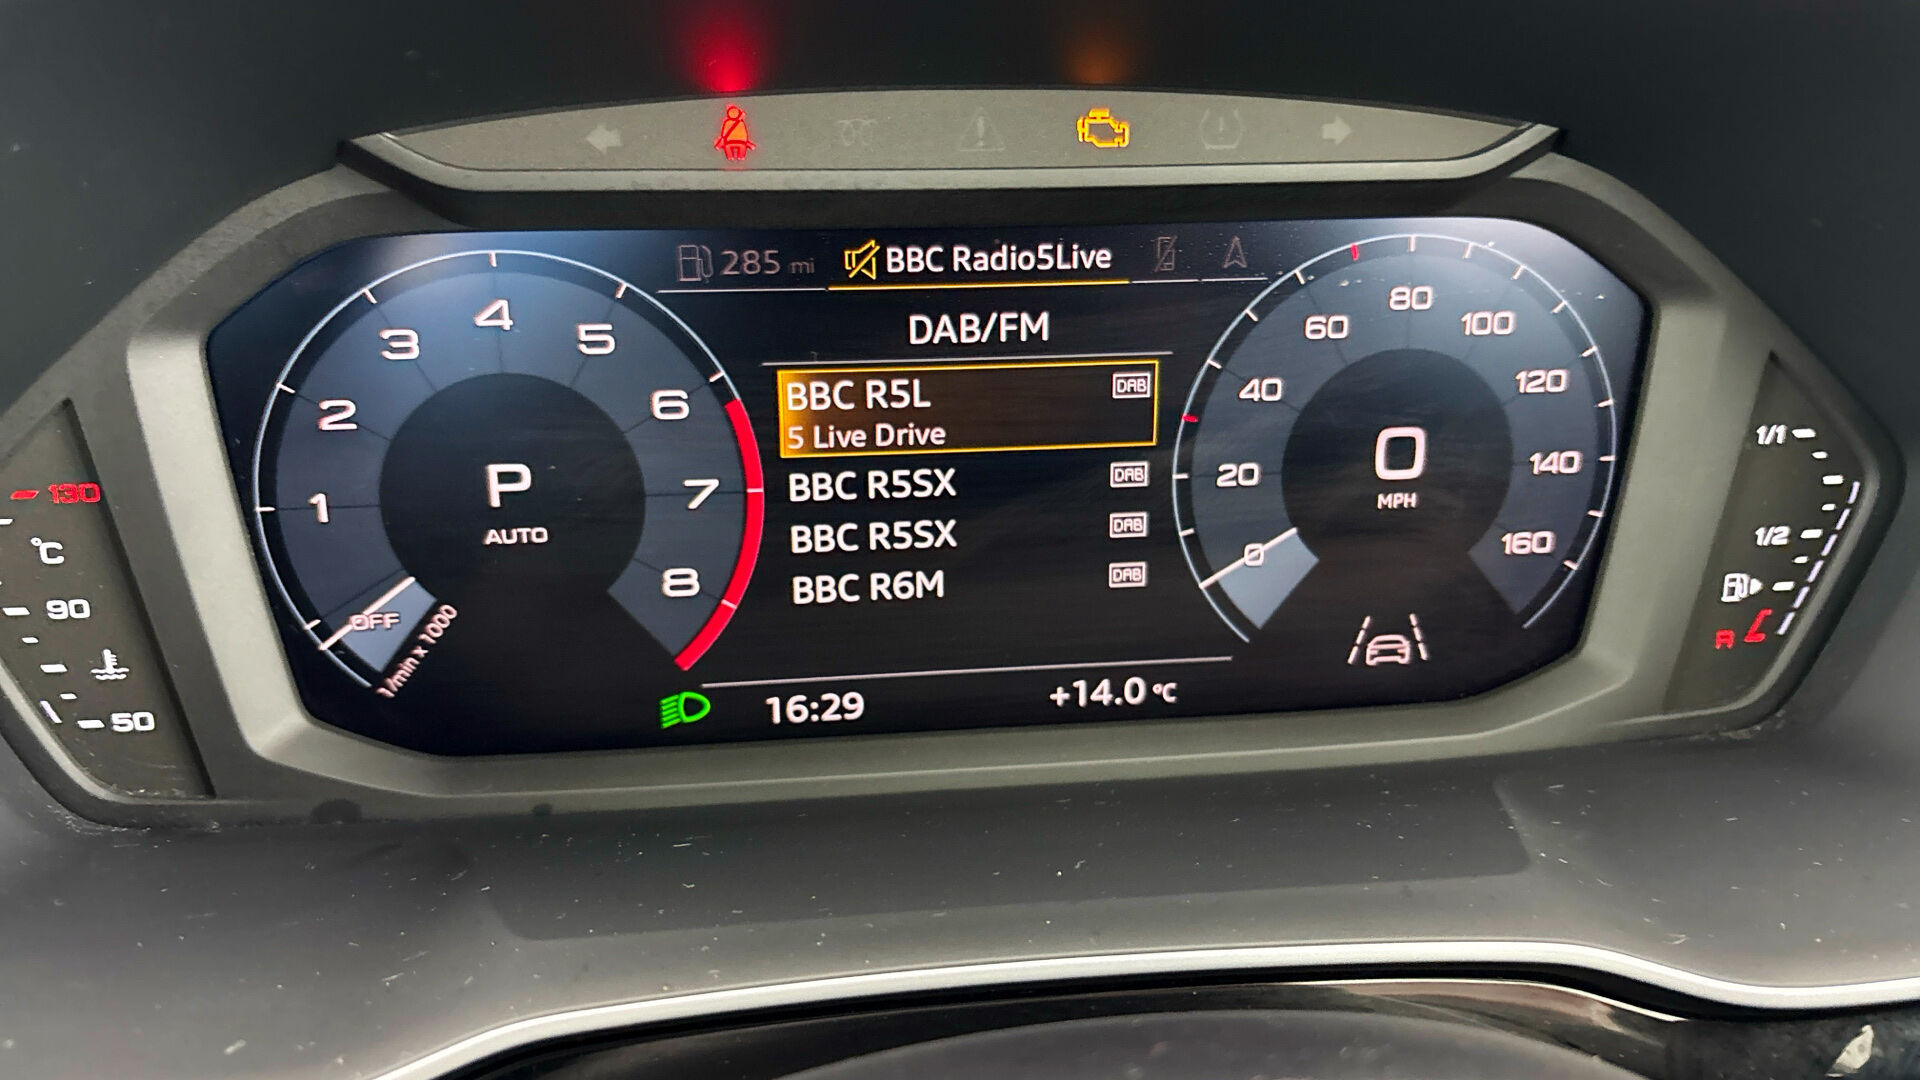 285 mi
BBC Radio5Live
DAB/FM
BBC R5L DAB
5 Live Drive
BBC R5SX DAB
BBC R5SX DAB
BBC R6M DAB
16:29
+14.0 °C
OFF
1
2
3
4
5
6
7
8
1/min x 1000
P
AUTO
0
20
40
60
80
100
120
140
160
0
MPH
130
°C
90
50
1/1
1/2
R